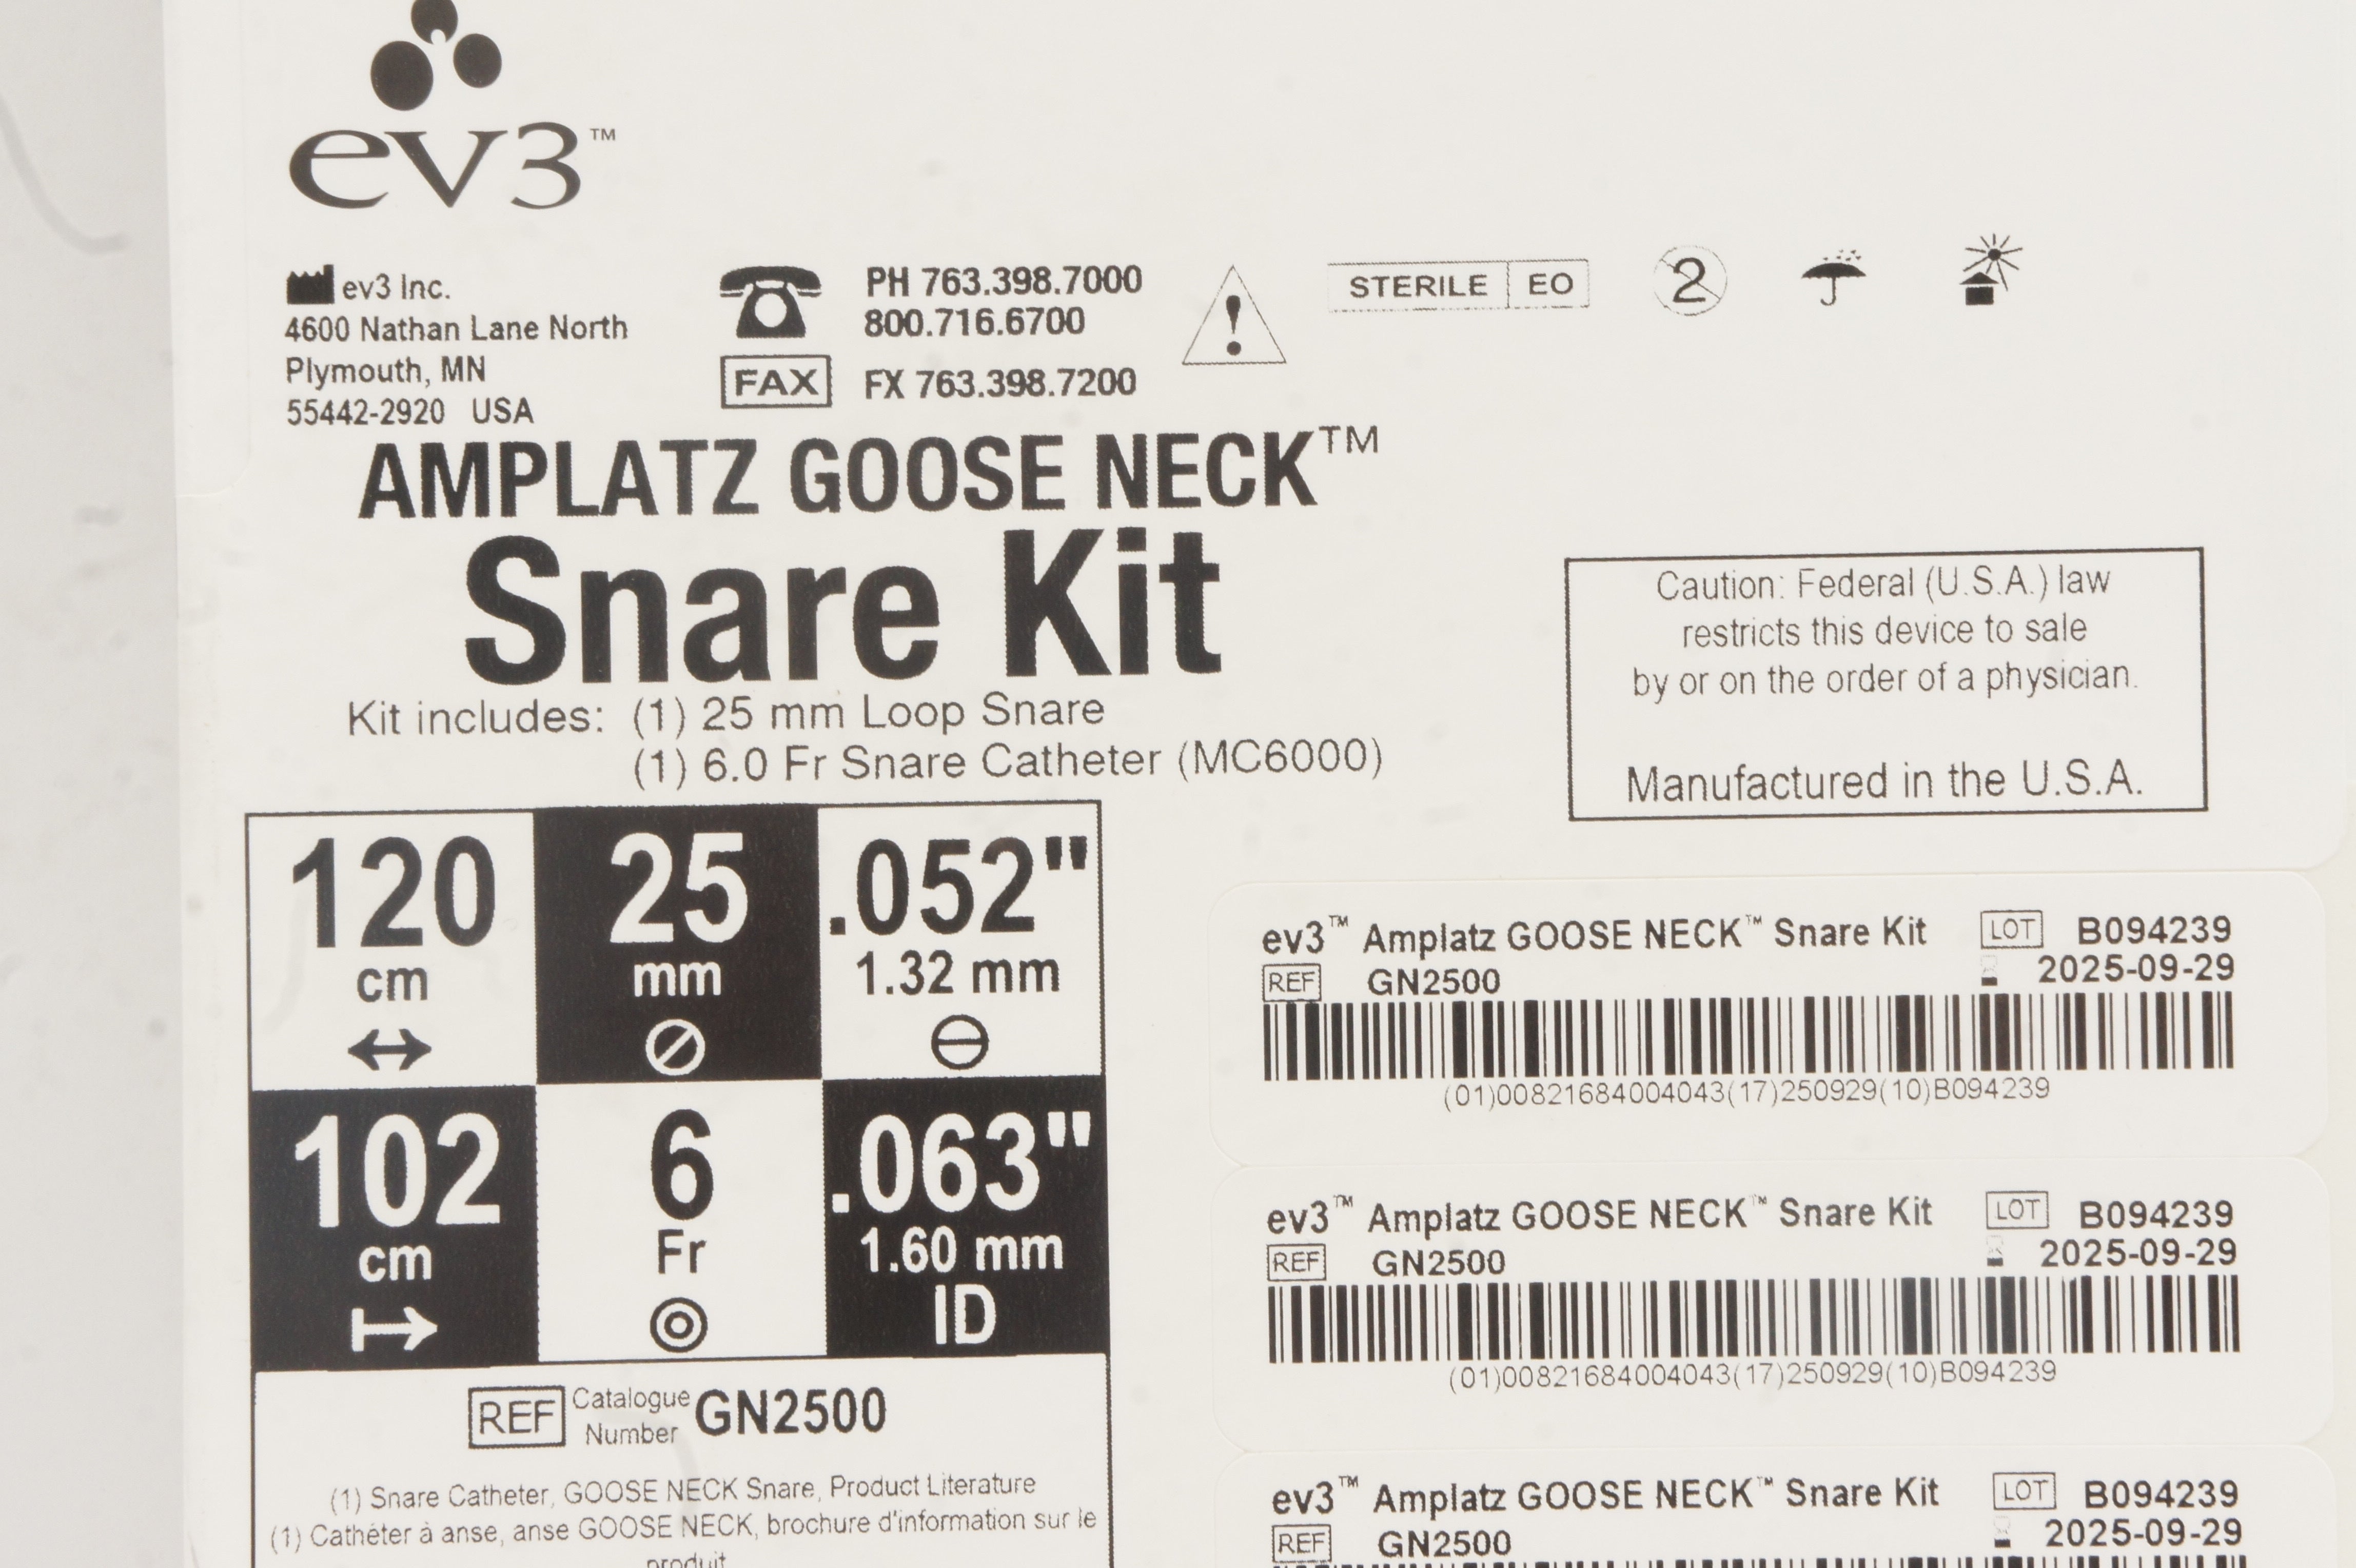 ev3™
ev3 Inc.
4600 Nathan Lane North
Plymouth, MN
55442-2920 USA
PH 763.398.7000
800.716.6700
FAX FX 763.398.7200
STERILE EO
2
AMPLATZ GOOSE NECK™
Snare Kit
Kit includes: (1) 25 mm Loop Snare
(1) 6.0 Fr Snare Catheter (MC6000)
Caution: Federal (U.S.A.) law
restricts this device to sale
by or on the order of a physician.
Manufactured in the U.S.A.
120
cm
25
mm
.052"
1.32 mm
102
cm
6
Fr
.063"
1.60 mm
ID
REF Catalogue Number GN2500
(1) Snare Catheter, GOOSE NECK Snare, Product Literature
(1) Cathéter à anse, anse GOOSE NECK, brochure d'information sur le
produit
ev3™ Amplatz GOOSE NECK™ Snare Kit LOT B094239
REF GN2500 2025-09-29
(01)00821684004043(17)250929(10)B094239
ev3™ Amplatz GOOSE NECK™ Snare Kit LOT B094239
REF GN2500 2025-09-29
(01)00821684004043(17)250929(10)B094239
ev3™ Amplatz GOOSE NECK™ Snare Kit LOT B094239
REF GN2500 2025-09-29